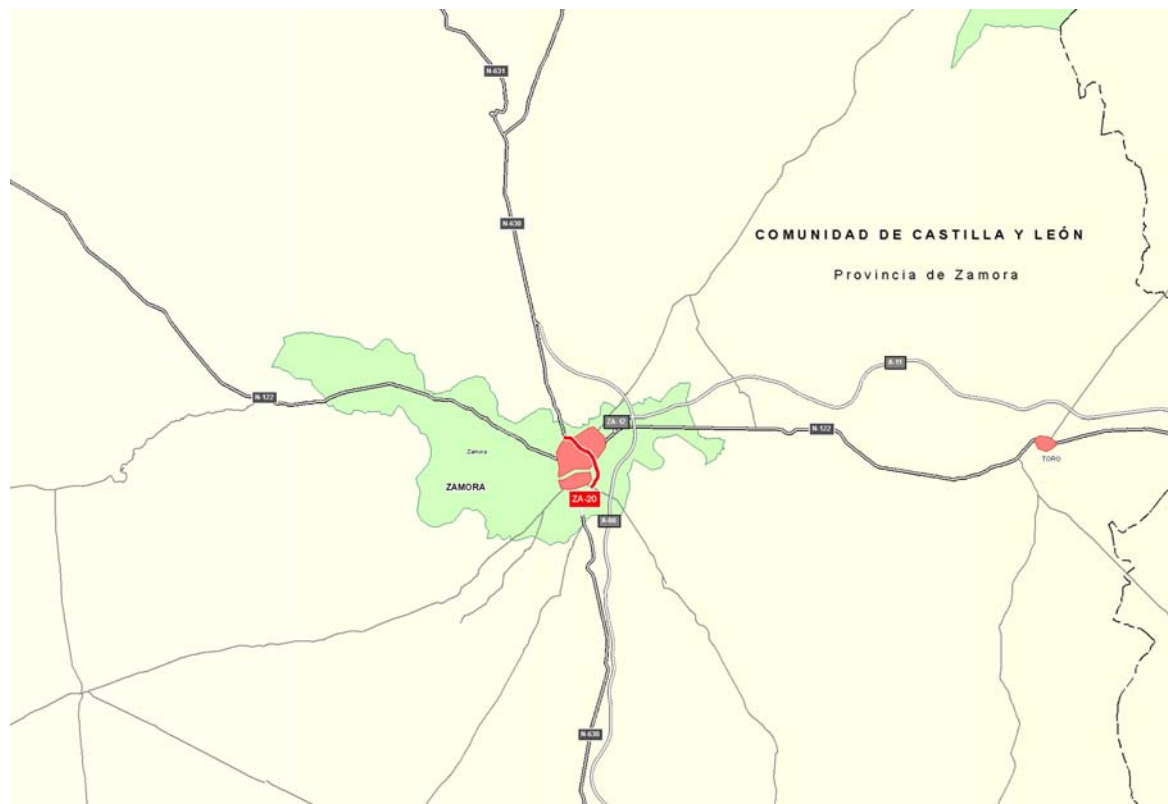 N-631
N-630
COMUNIDAD DE CASTILLA Y LEÓN
Provincia de Zamora
A-11
N-122
ZA-12
N-122
Zamora
TORO
ZAMORA
ZA-20
A-66
N-630